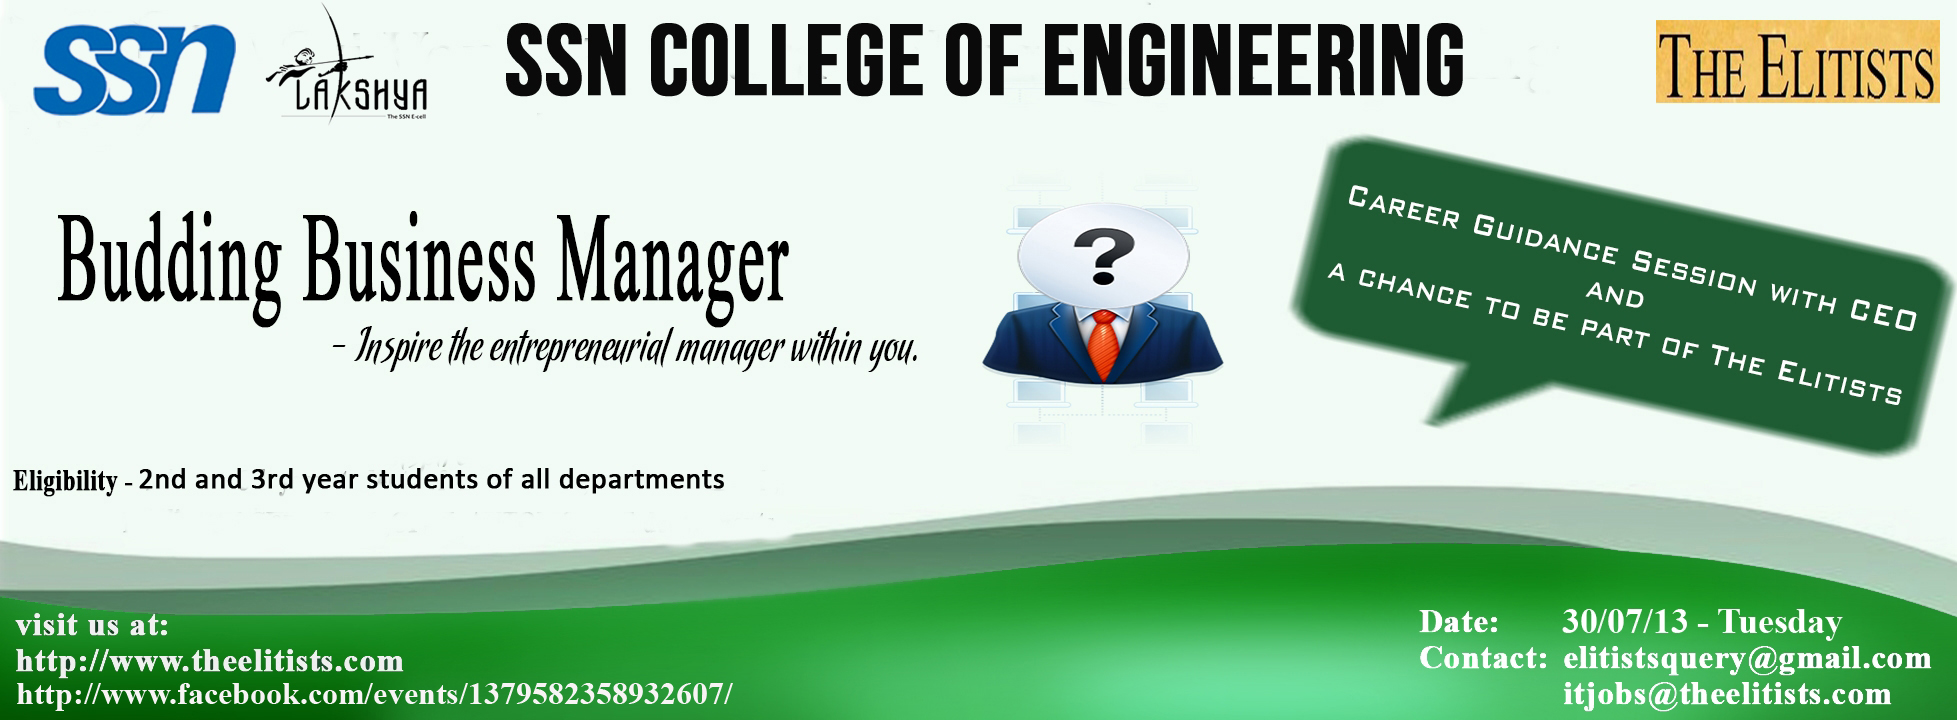 ssn
LAKSHYA
The SSN E-cell
SSN COLLEGE OF ENGINEERING
THE ELITISTS
Budding Business Manager
- Inspire the entrepreneurial manager within you.
?
CAREER GUIDANCE SESSION WITH CEO
AND
A CHANCE TO BE PART OF THE ELITISTS
Eligibility - 2nd and 3rd year students of all departments
visit us at:
http://www.theelitists.com
http://www.facebook.com/events/1379582358932607/
Date: 30/07/13 - Tuesday
Contact: elitistsquery@gmail.com
itjobs@theelitists.com